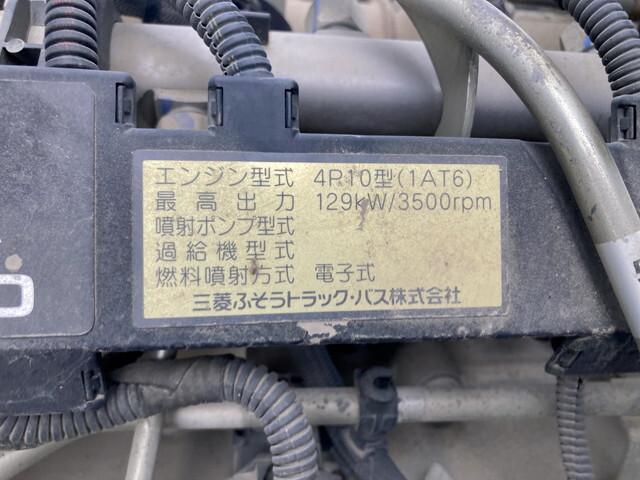 エンジン型式 4P10型(1AT6)
最高出力 129kW/3500rpm
噴射ポンプ型式
過給機型式
燃料噴射方式 電子式
三菱ふそうトラック・バス株式会社